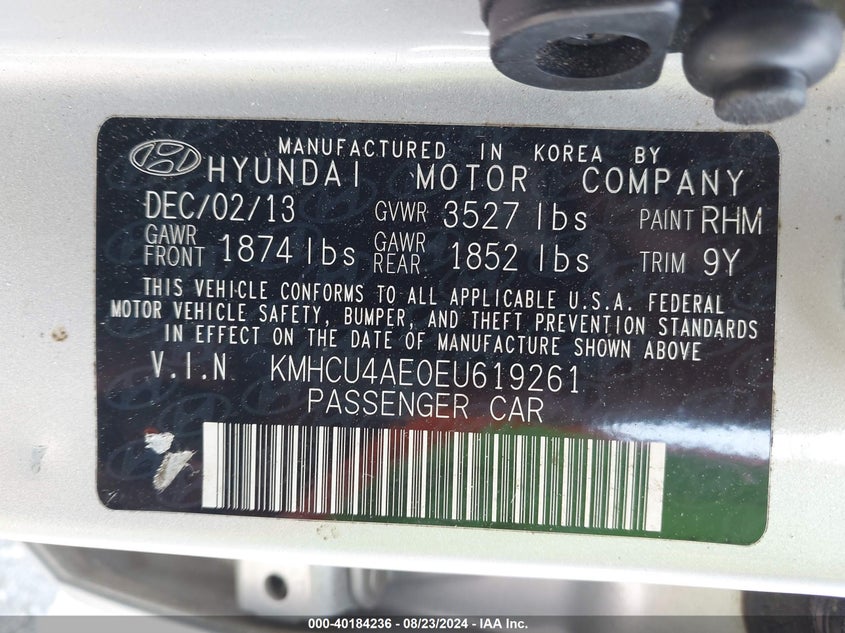 MANUFACTURED IN KOREA BY
HYUNDAI MOTOR COMPANY
DEC/02/13 GVWR 3527 lbs PAINT RHM
GAWR FRONT 1874 lbs GAWR REAR 1852 lbs TRIM 9Y
THIS VEHICLE CONFORMS TO ALL APPLICABLE U.S.A. FEDERAL
MOTOR VEHICLE SAFETY, BUMPER, AND THEFT PREVENTION STANDARDS
IN EFFECT ON THE DATE OF MANUFACTURE SHOWN ABOVE
V.I.N KMHCU4AE0EU619261
PASSENGER CAR
000-40184236 - 08/23/2024 - IAA Inc.